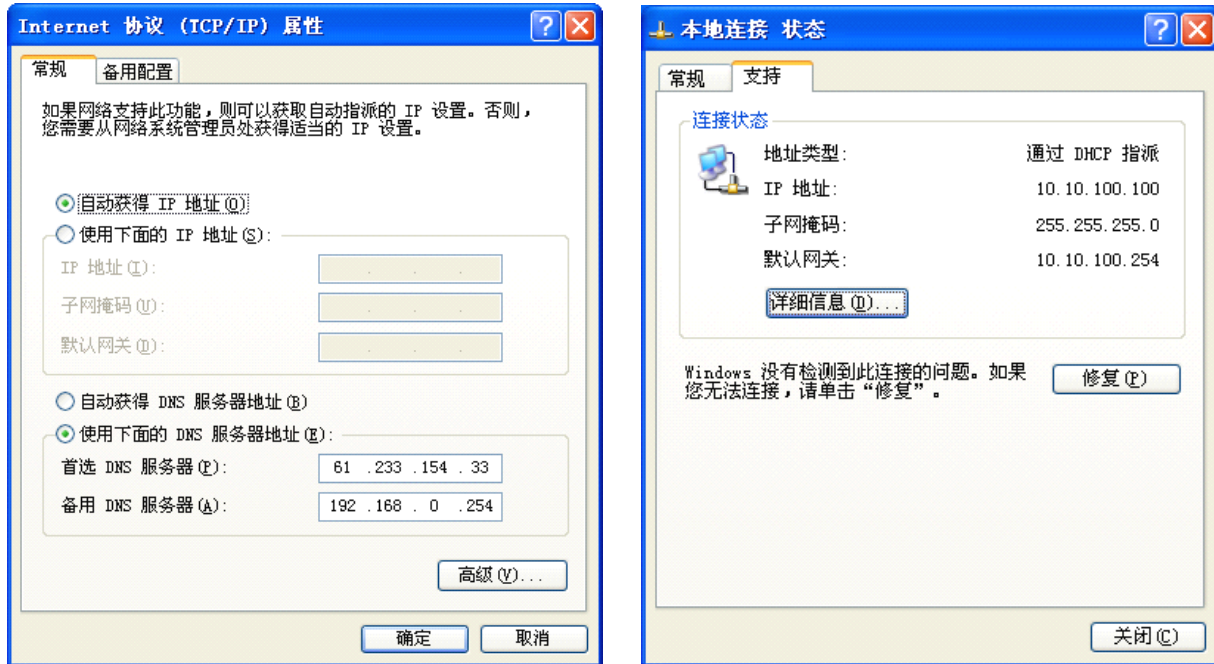 Internet 协议 (TCP/IP) 属性
常规
备用配置
如果网络支持此功能，则可以获取自动指派的 IP 设置。否则，
您需要从网络系统管理员处获得适当的 IP 设置。
自动获得 IP 地址(O)
使用下面的 IP 地址(S):
IP 地址(I):
子网掩码(U):
默认网关(D):
自动获得 DNS 服务器地址(B)
使用下面的 DNS 服务器地址(E):
首选 DNS 服务器(P): 61 .233 .154 . 33
备用 DNS 服务器(A): 192 .168 . 0 .254
高级(V)...
确定
取消
本地连接 状态
常规
支持
连接状态
地址类型: 通过 DHCP 指派
IP 地址: 10.10.100.100
子网掩码: 255.255.255.0
默认网关: 10.10.100.254
详细信息(D)...
Windows 没有检测到此连接的问题。如果
您无法连接，请单击“修复”。
修复(P)
关闭(C)